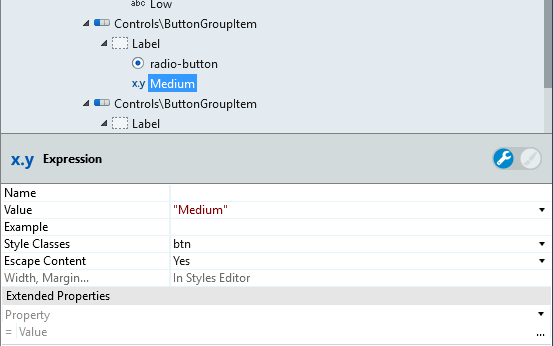 abc Low
Controls\ButtonGroupItem
Label
radio-button
x.y Medium
Controls\ButtonGroupItem
Label
x.y Expression
Name
Value "Medium"
Example
Style Classes btn
Escape Content Yes
Width, Margin... In Styles Editor
Extended Properties
Property
= Value ...